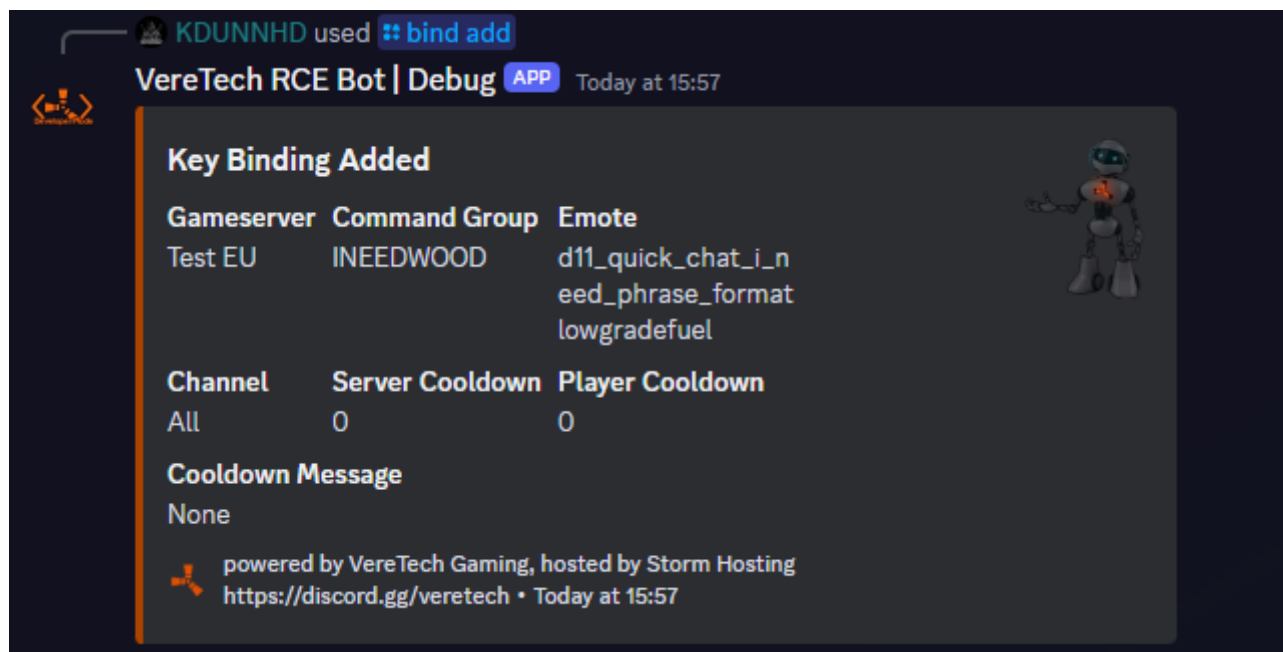 KDUNNHD used bind add
VereTech RCE Bot | Debug APP Today at 15:57
DeveloperMode
Key Binding Added
Gameserver Command Group Emote
Test EU INEEDWOOD d11_quick_chat_i_n
eed_phrase_format
lowgradefuel
Channel Server Cooldown Player Cooldown
All 0 0
Cooldown Message
None
powered by VereTech Gaming, hosted by Storm Hosting
https://discord.gg/veretech • Today at 15:57